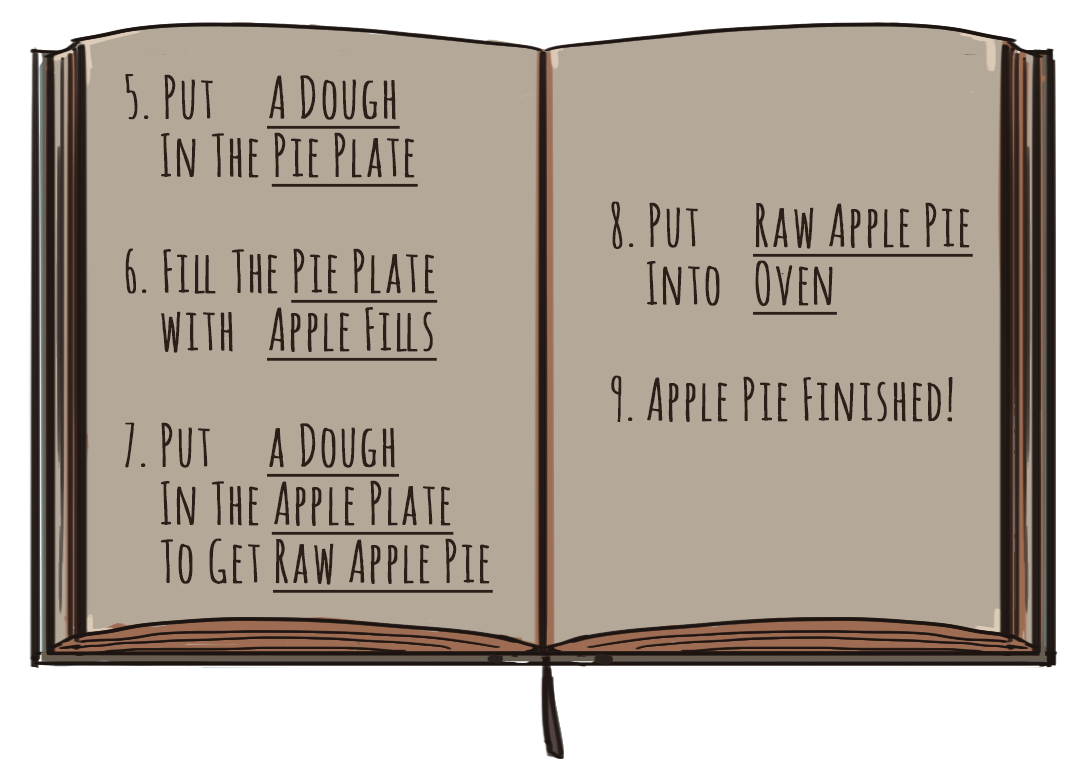 5. Put A Dough
In The Pie Plate
6. Fill The Pie Plate
with Apple Fills
7. Put a Dough
In The Apple Plate
To Get Raw Apple Pie
8. Put Raw Apple Pie
Into Oven
9. Apple Pie Finished!